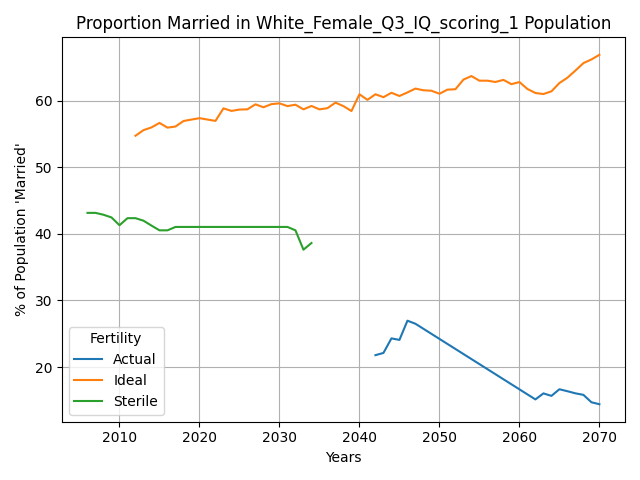 Proportion Married in White_Female_Q3_IQ_scoring_1 Population
% of Population 'Married'
60
50
40
30
20
Fertility
Actual
Ideal
Sterile
2010 2020 2030 2040 2050 2060 2070
Years